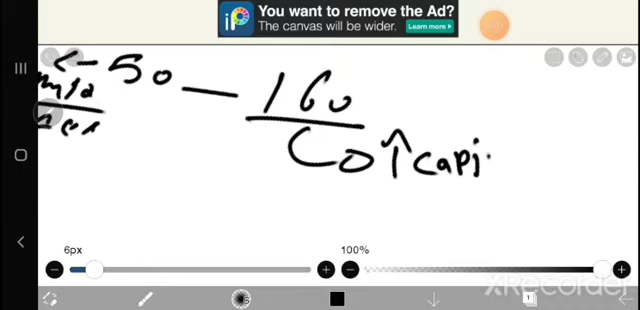 You want to remove the Ad?
The canvas will be wider.
Learn more
<- 50 — 160
Co↑capi
6px
100%
XRecorder